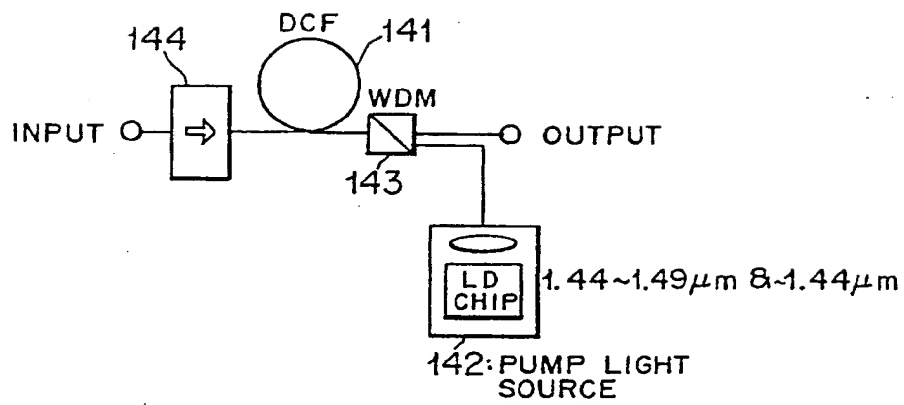 144
DCF
141
WDM
INPUT
OUTPUT
143
LD
CHIP
1.44~1.49μm &~1.44μm
142: PUMP LIGHT
SOURCE